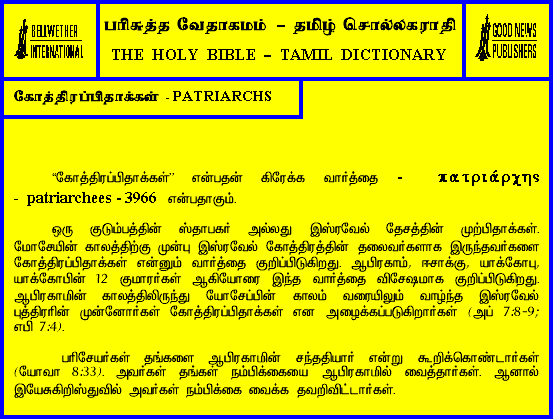 BELLWETHER
INTERNATIONAL
பரிசுத்த வேதாகமம் – தமிழ் சொல்லகராதி
THE HOLY BIBLE – TAMIL DICTIONARY
GOOD NEWS
PUBLISHERS
கோத்திரப்பிதாக்கள் - PATRIARCHS
“கோத்திரப்பிதாக்கள்” என்பதன் கிரேக்க வார்த்தை - πατριάρχης
- patriarchees - 3966 என்பதாகும்.
ஒரு குடும்பத்தின் ஸ்தாபகர் அல்லது இஸ்ரவேல் தேசத்தின் முற்பிதாக்கள்.
மோசேயின் காலத்திற்கு முன்பு இஸ்ரவேல் கோத்திரத்தின் தலைவர்களாக இருந்தவர்களை
கோத்திரப்பிதாக்கள் என்னும் வார்த்தை குறிப்பிடுகிறது. ஆபிரகாம், ஈசாக்கு, யாக்கோபு,
யாக்கோபின் 12 குமாரர்கள் ஆகியோரை இந்த வார்த்தை விசேஷமாக குறிப்பிடுகிறது.
ஆபிரகாமின் காலத்திலிருந்து யோசேப்பின் காலம் வரையிலும் வாழ்ந்த இஸ்ரவேல்
புத்திரரின் முன்னோர்கள் கோத்திரப்பிதாக்கள் என அழைக்கப்படுகிறார்கள் (அப் 7:8-9;
எபி 7:4).
பரிசேயர்கள் தங்களை ஆபிரகாமின் சந்ததியார் என்று கூறிக்கொண்டார்கள்
(யோவா 8:33). அவர்கள் தங்கள் நம்பிக்கையை ஆபிரகாமில் வைத்தார்கள். ஆனால்
இயேசுகிறிஸ்துவில் அவர்கள் நம்பிக்கை வைக்க தவறிவிட்டார்கள்.